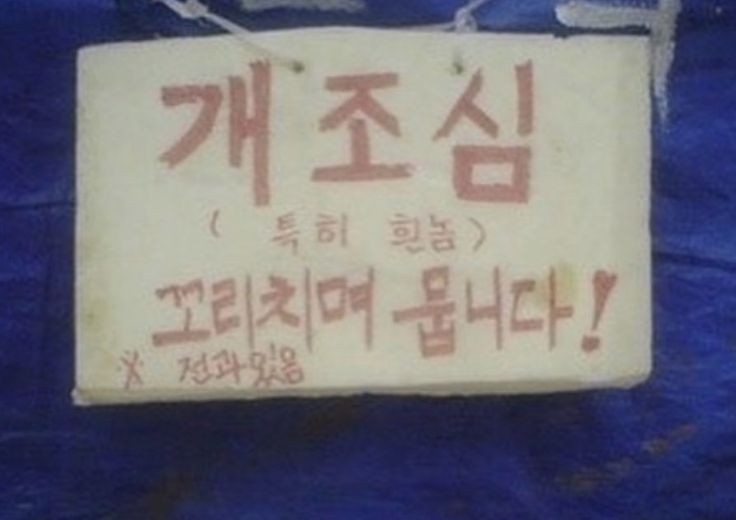 개조심
( 특히 흰놈)
꼬리치며 뭅니다!
※ 전과있음